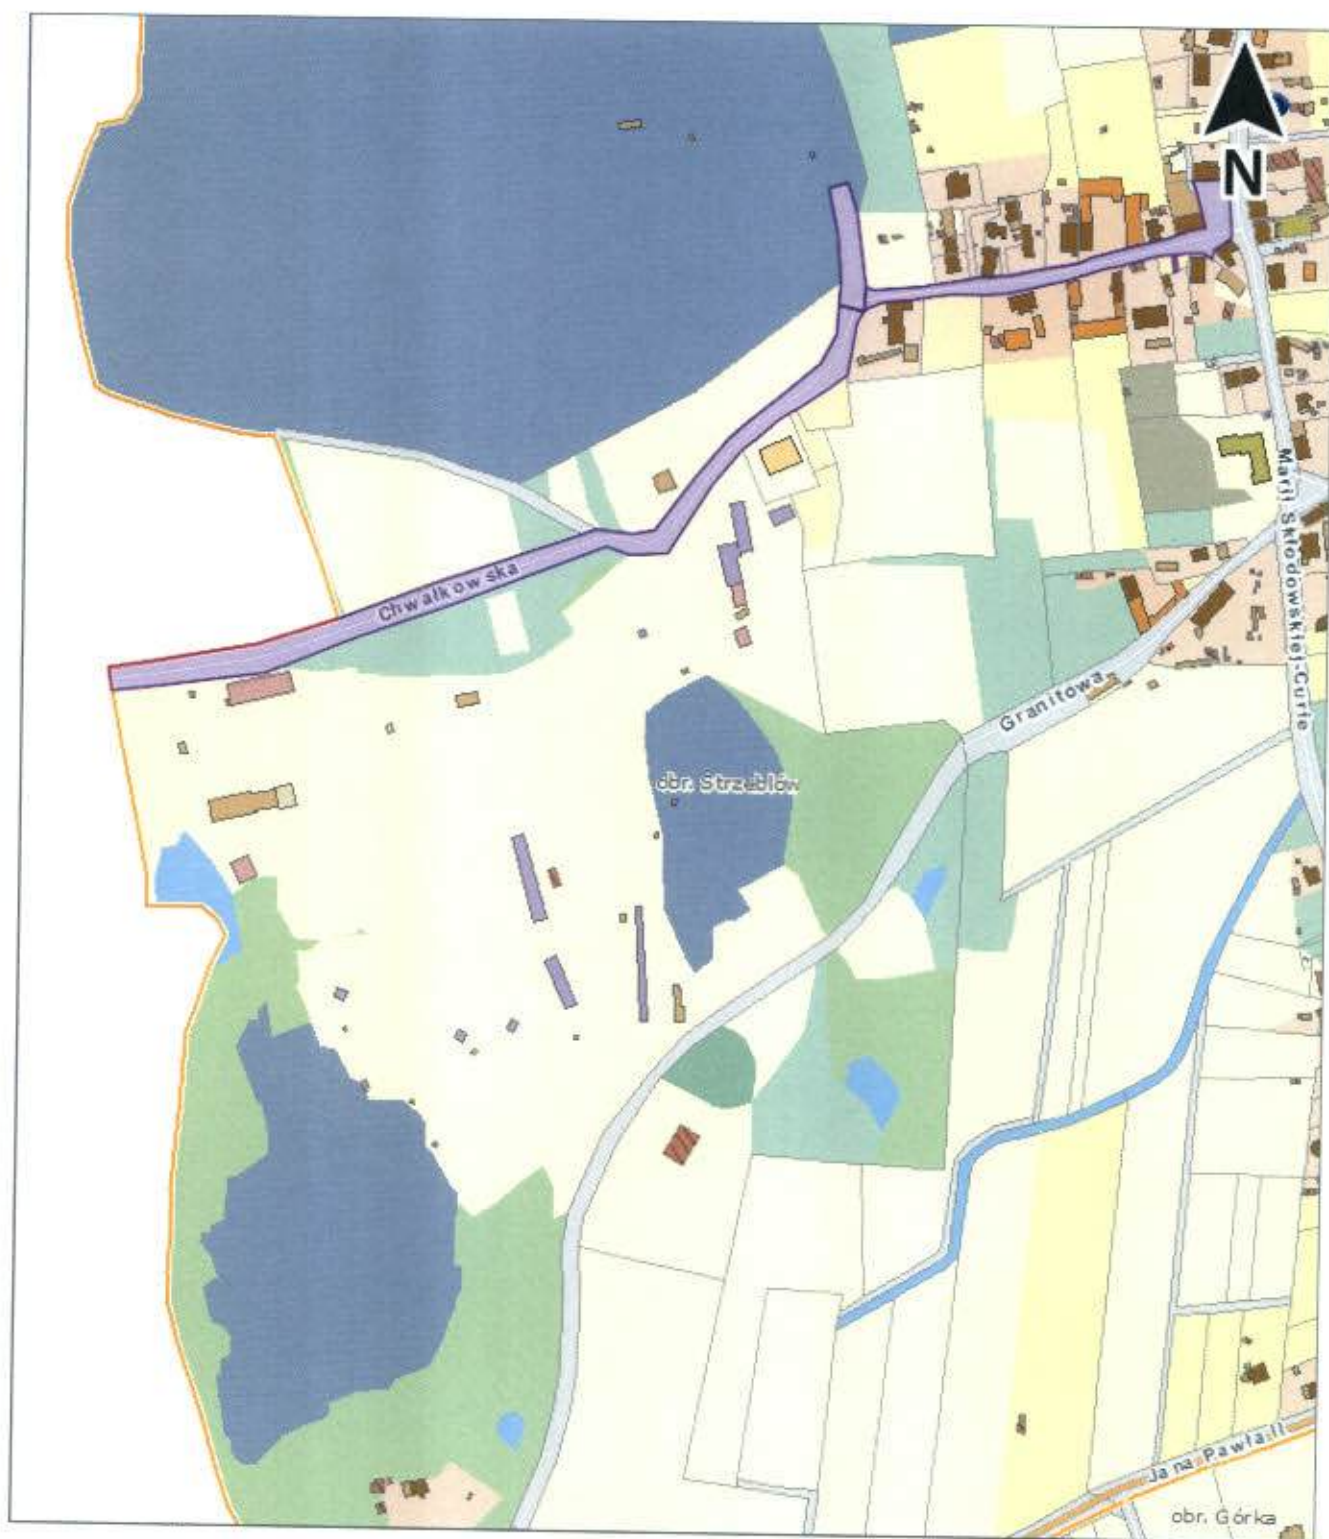 N
Chwałkowska
Marii Skłodowskiej-Curie
Granitowa
obr. Strzeblów
Jana Pawła II
obr. Górka